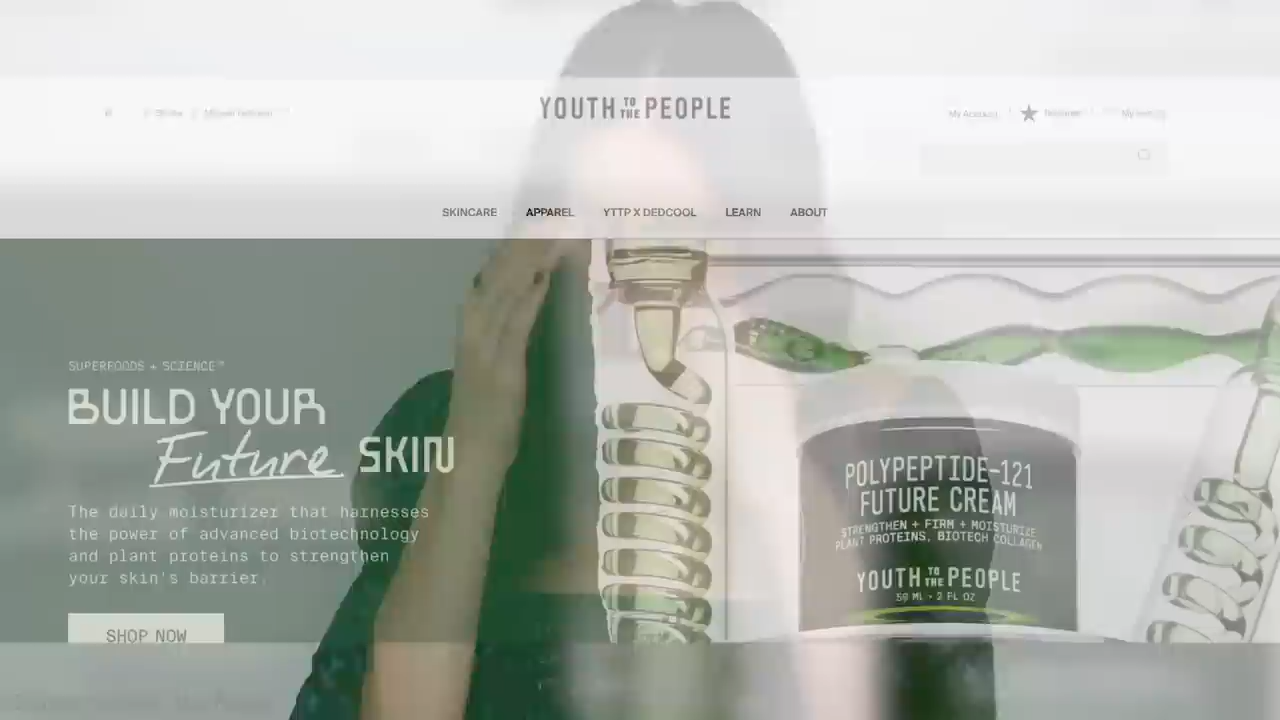 YOUTH TO THE PEOPLE
My Account
SKINCARE APPAREL YTTP X DEDCOOL LEARN ABOUT
SUPERFOODS + SCIENCE™
BUILD YOUR
Future SKIN
The daily moisturizer that harnesses
the power of advanced biotechnology
and plant proteins to strengthen
your skin's barrier.
SHOP NOW
POLYPEPTIDE-121
FUTURE CREAM
STRENGTHEN + FIRM + MOISTURIZE
PLANT PROTEINS, BIOTECH COLLAGEN
YOUTH TO THE PEOPLE
59 ML • 2 FL OZ